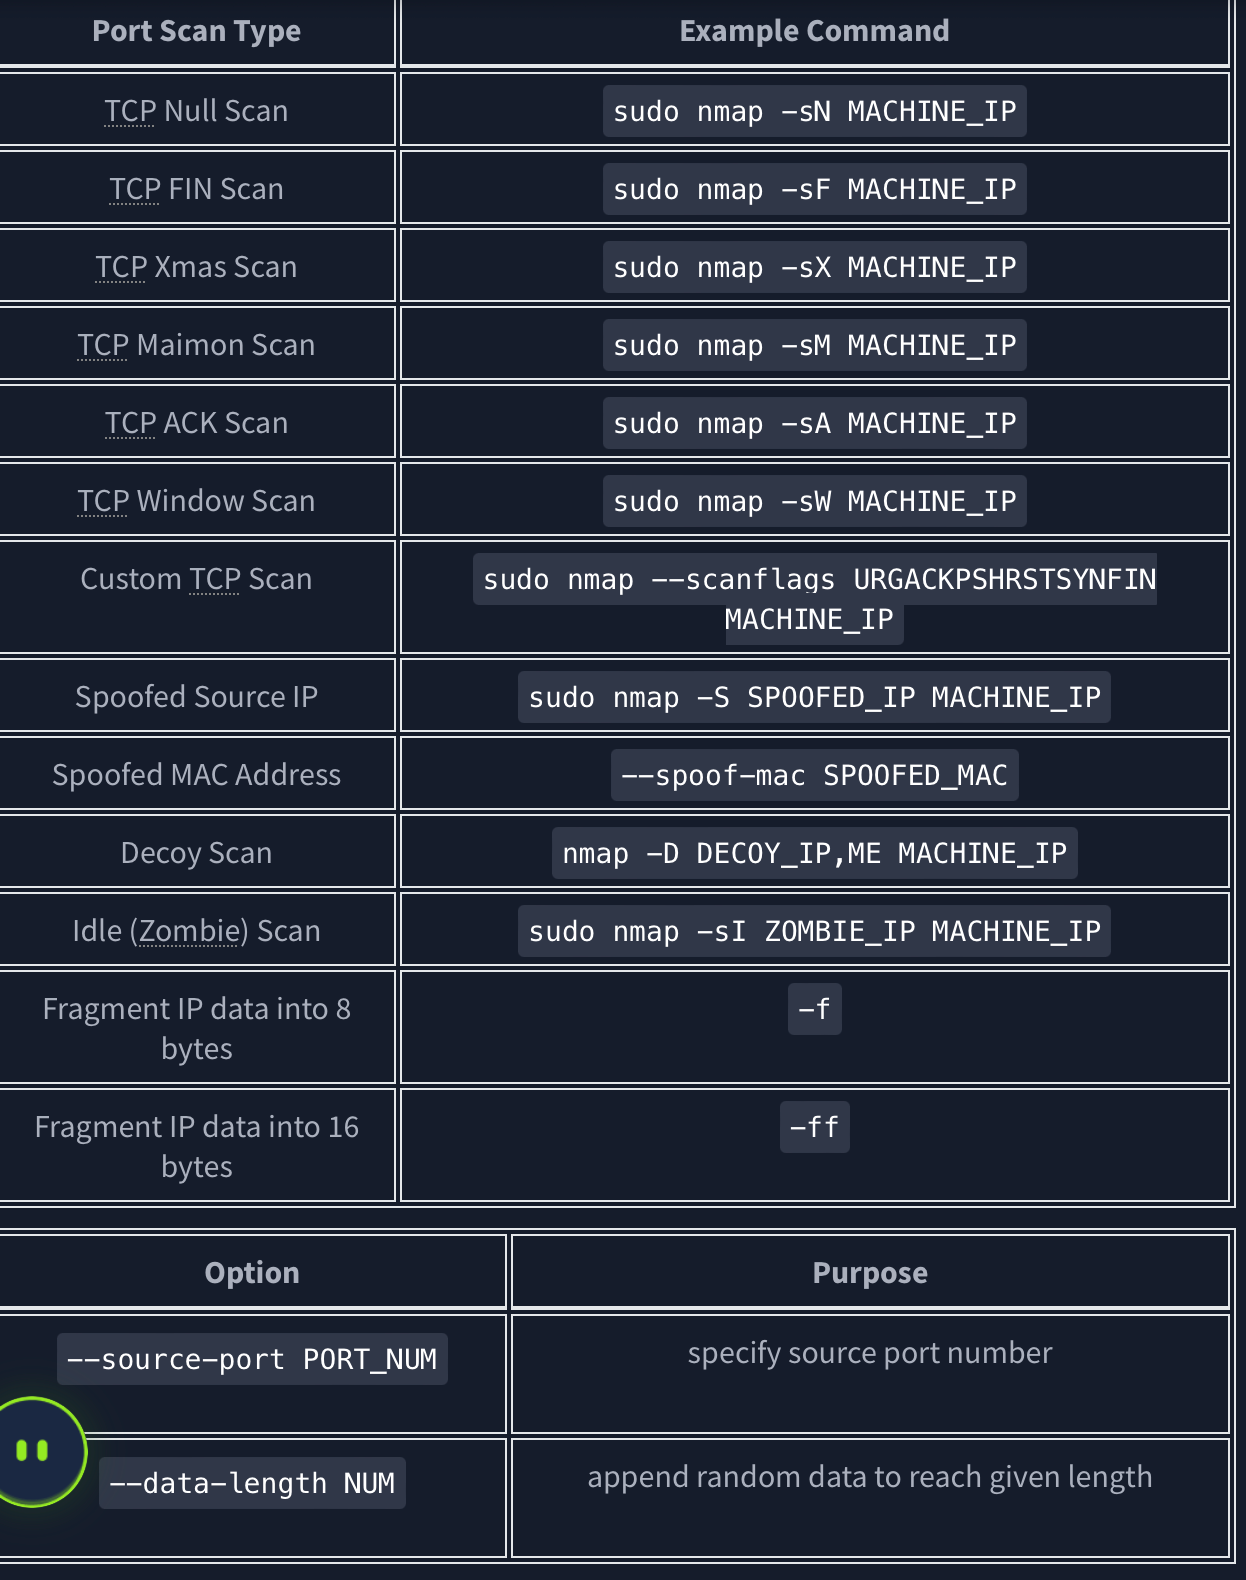 Port Scan Type
Example Command
TCP Null Scan
sudo nmap -sN MACHINE_IP
TCP FIN Scan
sudo nmap -sF MACHINE_IP
TCP Xmas Scan
sudo nmap -sX MACHINE_IP
TCP Maimon Scan
sudo nmap -sM MACHINE_IP
TCP ACK Scan
sudo nmap -sA MACHINE_IP
TCP Window Scan
sudo nmap -sW MACHINE_IP
Custom TCP Scan
sudo nmap --scanflags URGACKPSHRSTSYNFIN
MACHINE_IP
Spoofed Source IP
sudo nmap -S SPOOFED_IP MACHINE_IP
Spoofed MAC Address
--spoof-mac SPOOFED_MAC
Decoy Scan
nmap -D DECOY_IP,ME MACHINE_IP
Idle (Zombie) Scan
sudo nmap -sI ZOMBIE_IP MACHINE_IP
Fragment IP data into 8
bytes
-f
Fragment IP data into 16
bytes
-ff
Option
Purpose
--source-port PORT_NUM
specify source port number
--data-length NUM
append random data to reach given length